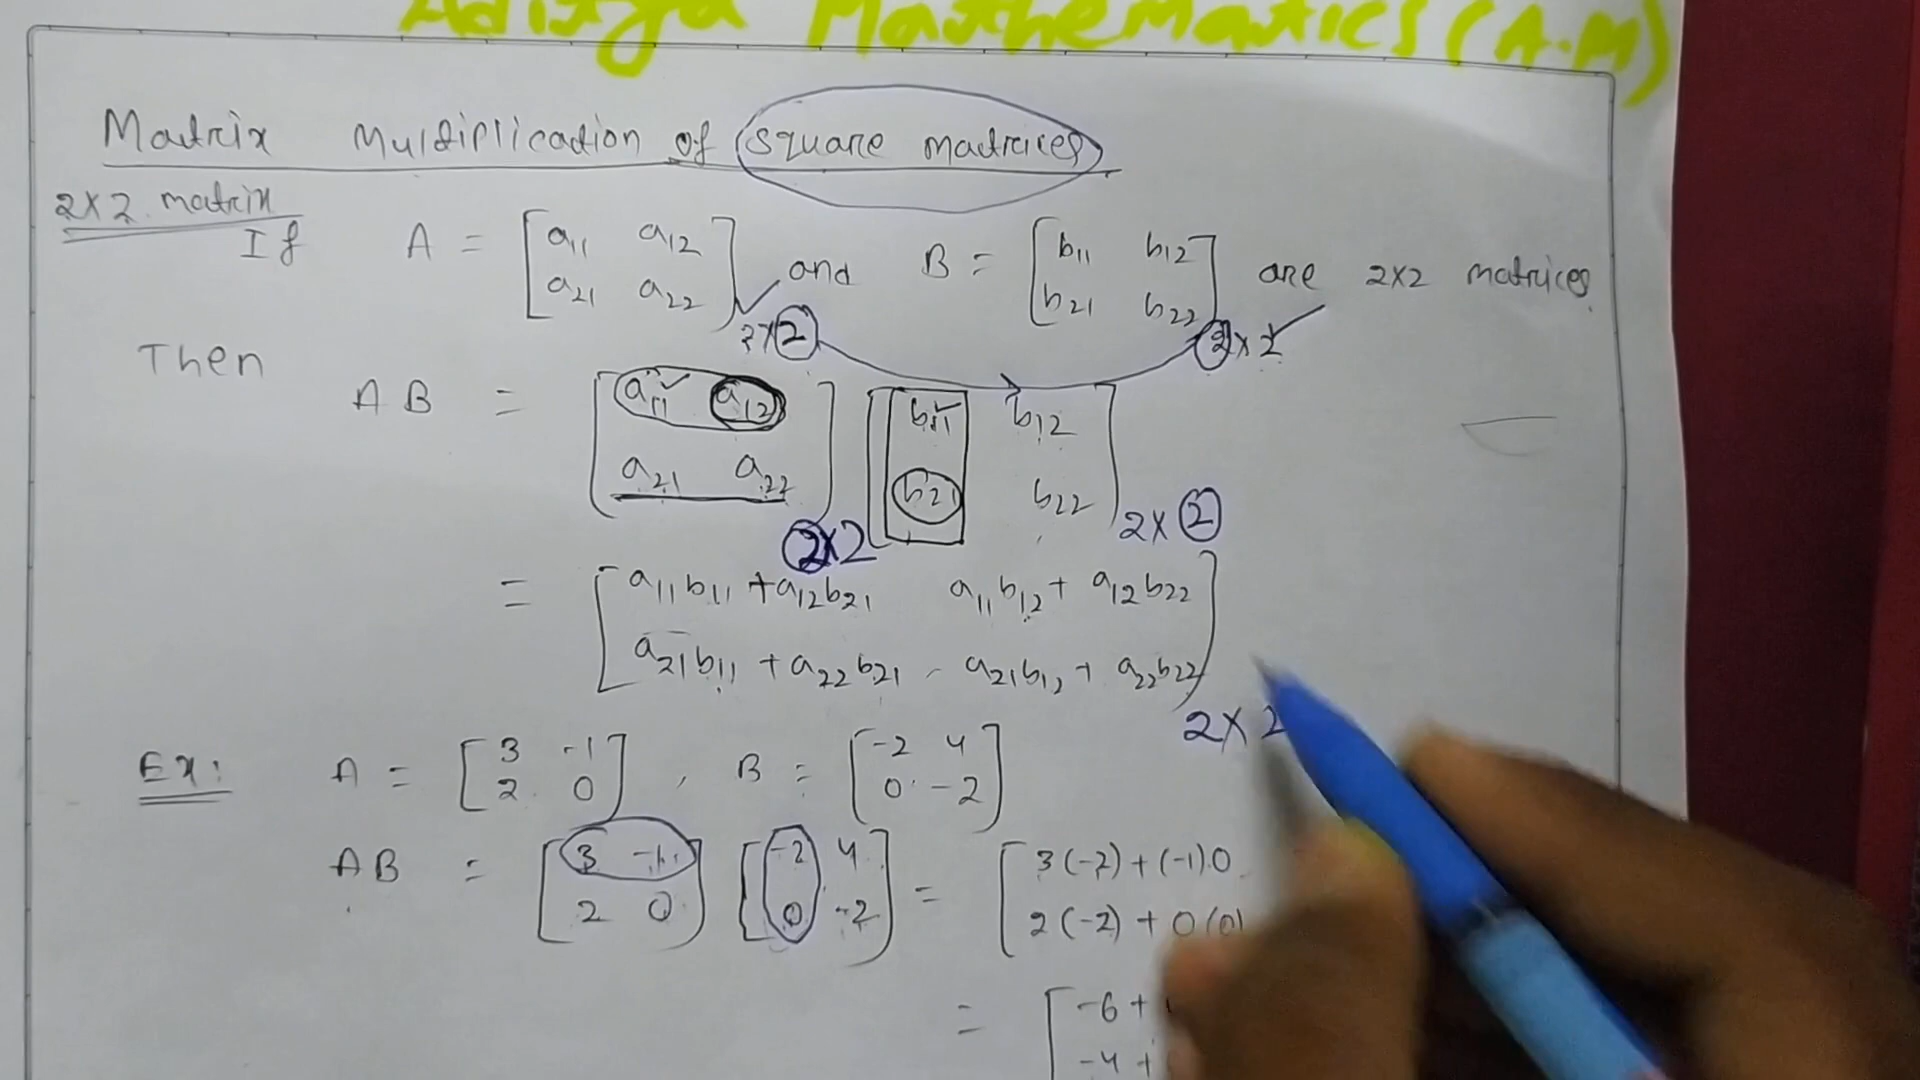 Aditya Mathematics (A.M)
Matrix Multiplication of square matrices
2x2 matrix
If A = [a11 a12 and B = [b11 b12 are 2x2 matrices.
a21 a22] b21 b22]
2x2 2x2
Then
AB = [a11 a12 [b11 b12
a21 a22] b21 b22]
2x2 2x2
= [a11b11 + a12b21 a11b12 + a12b22
a21b11 + a22b21 a21b12 + a22b22]
2x2
Ex: A = [3 -1 , B = [-2 4
2 0] 0 -2]
AB = [3 -1 [-2 4 = [3(-2) + (-1).0
2 0] 0 -2] 2(-2) + 0(0)
= [-6 +
-4 +